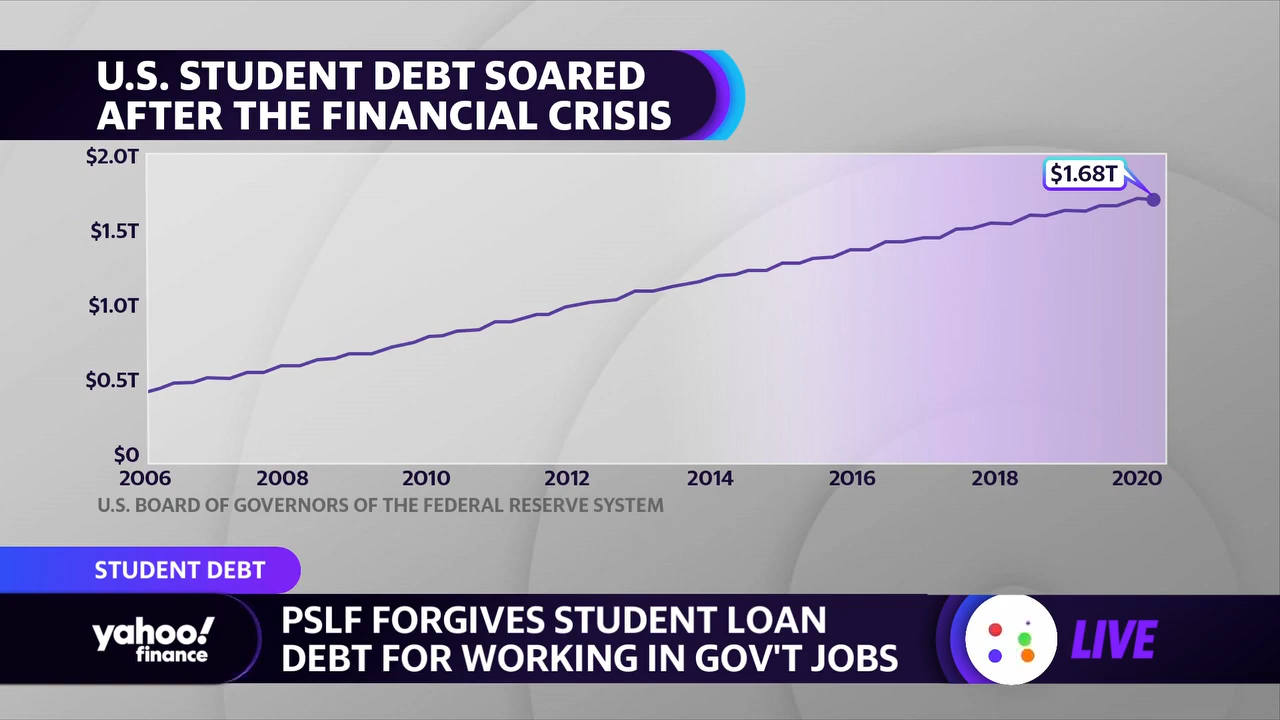 U.S. STUDENT DEBT SOARED
AFTER THE FINANCIAL CRISIS
$2.0T
$1.5T
$1.0T
$0.5T
$0
$1.68T
2006 2008 2010 2012 2014 2016 2018 2020
U.S. BOARD OF GOVERNORS OF THE FEDERAL RESERVE SYSTEM
STUDENT DEBT
yahoo!
finance
PSLF FORGIVES STUDENT LOAN
DEBT FOR WORKING IN GOV'T JOBS
LIVE